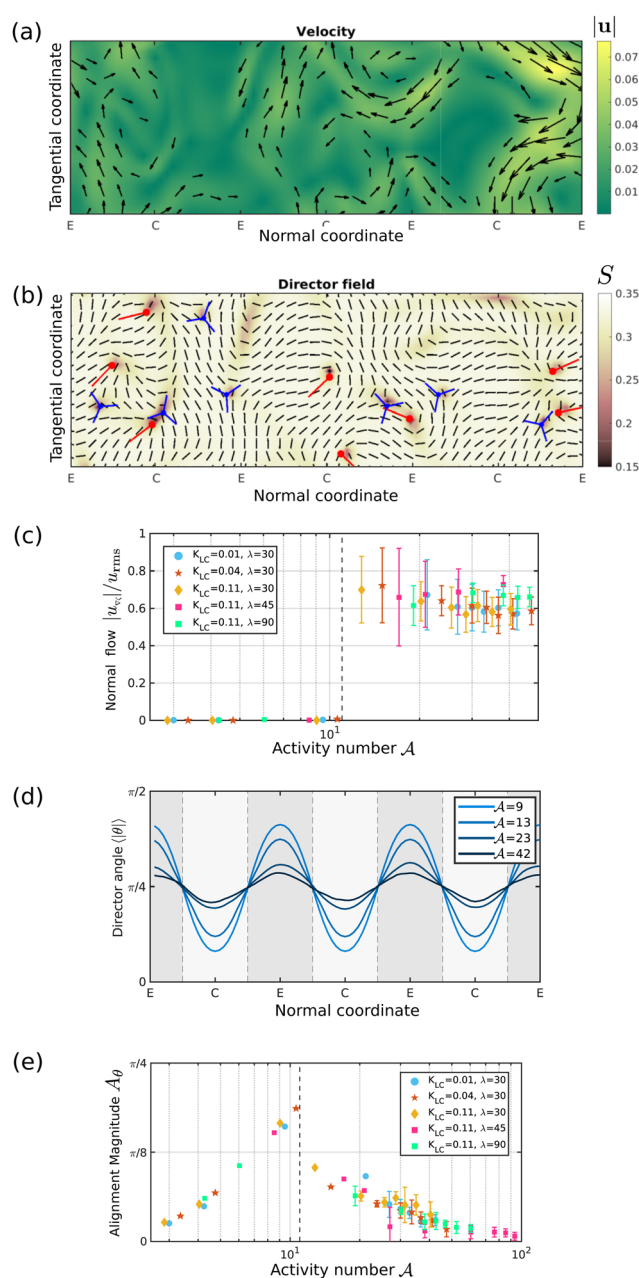 (a)
Velocity
|u|
Tangential coordinate
0.07
0.06
0.05
0.04
0.03
0.02
0.01
E C E C E C E
Normal coordinate
(b)
Director field
S
Tangential coordinate
0.35
0.3
0.25
0.2
0.15
E C E C E C E
Normal coordinate
(c)
Normal flow |u_vc|/u_rms
1
0.8
0.6
0.4
0.2
0
K_LC=0.01, λ=30
K_LC=0.04, λ=30
K_LC=0.11, λ=30
K_LC=0.11, λ=45
K_LC=0.11, λ=90
10^1
Activity number 𝒜
(d)
Director angle ⟨|θ|⟩
π/2
π/4
0
𝒜=9
𝒜=13
𝒜=23
𝒜=42
E C E C E C E
Normal coordinate
(e)
Alignment Magnitude A_θ
π/4
π/8
0
K_LC=0.01, λ=30
K_LC=0.04, λ=30
K_LC=0.11, λ=30
K_LC=0.11, λ=45
K_LC=0.11, λ=90
10^1 10^2
Activity number 𝒜